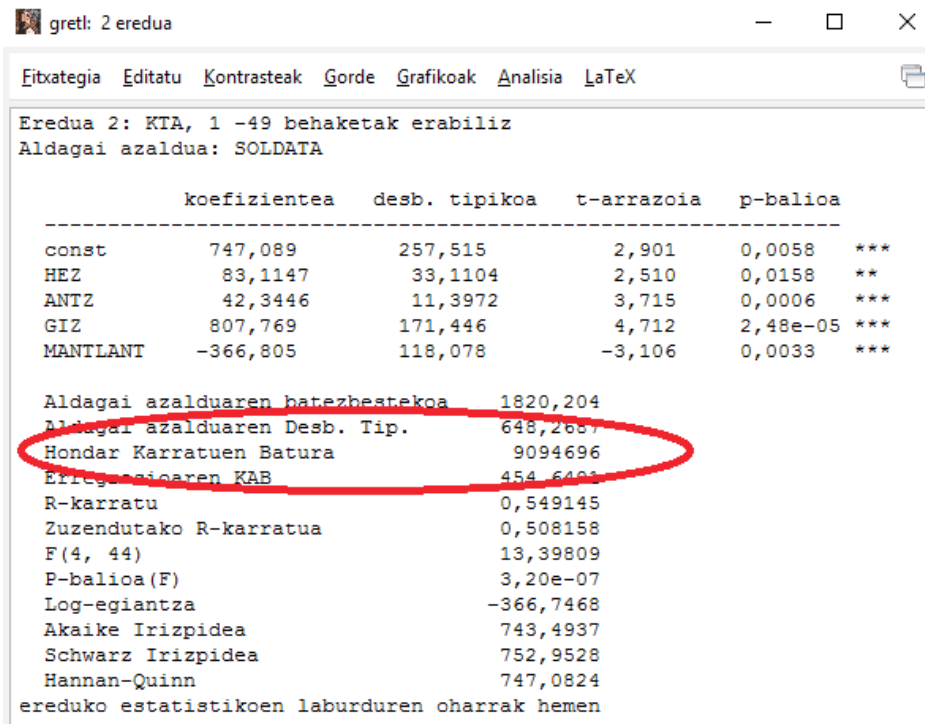 gretl: 2 eredua
Fitxategia Editatu Kontrasteak Gorde Grafikoak Analisia LaTeX
Eredua 2: KTA, 1 -49 behaketak erabiliz
Aldagai azaldua: SOLDATA
koefizientea desb. tipikoa t-arrazoia p-balioa
const 747,089 257,515 2,901 0,0058 ***
HEZ 83,1147 33,1104 2,510 0,0158 **
ANTZ 42,3446 11,3972 3,715 0,0006 ***
GIZ 807,769 171,446 4,712 2,48e-05 ***
MANTLANT -366,805 118,078 -3,106 0,0033 ***
Aldagai azalduaren batezbestekoa 1820,204
Aldagai azalduaren Desb. Tip. 648,2687
Hondar Karratuen Batura 9094696
Erregresioaren KAB
R-karratu 0,549145
Zuzendutako R-karratua 0,508158
F(4, 44) 13,39809
P-balioa(F) 3,20e-07
Log-egiantza -366,7468
Akaike Irizpidea 743,4937
Schwarz Irizpidea 752,9528
Hannan-Quinn 747,0824
ereduko estatistikoen laburduren oharrak hemen